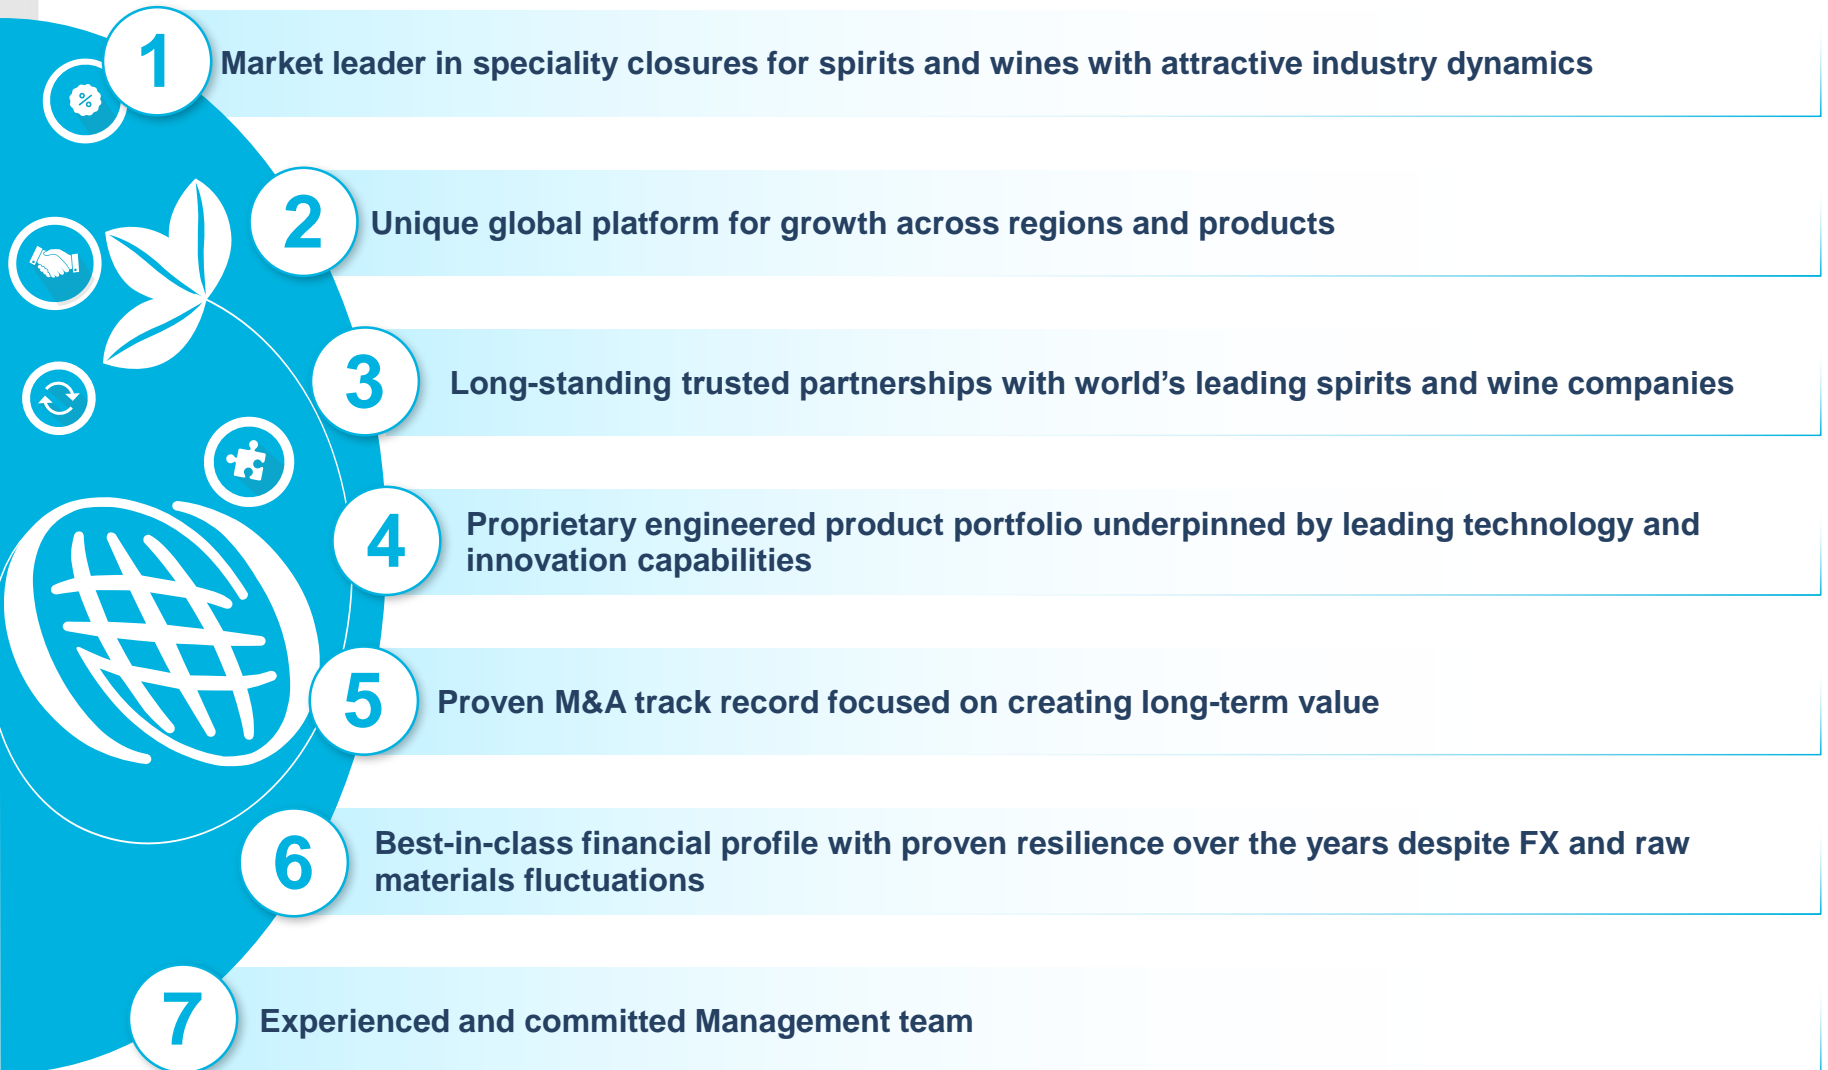 1
Market leader in speciality closures for spirits and wines with attractive industry dynamics
2
Unique global platform for growth across regions and products
3
Long-standing trusted partnerships with world’s leading spirits and wine companies
4
Proprietary engineered product portfolio underpinned by leading technology and
innovation capabilities
5
Proven M&A track record focused on creating long-term value
6
Best-in-class financial profile with proven resilience over the years despite FX and raw
materials fluctuations
7
Experienced and committed Management team
%